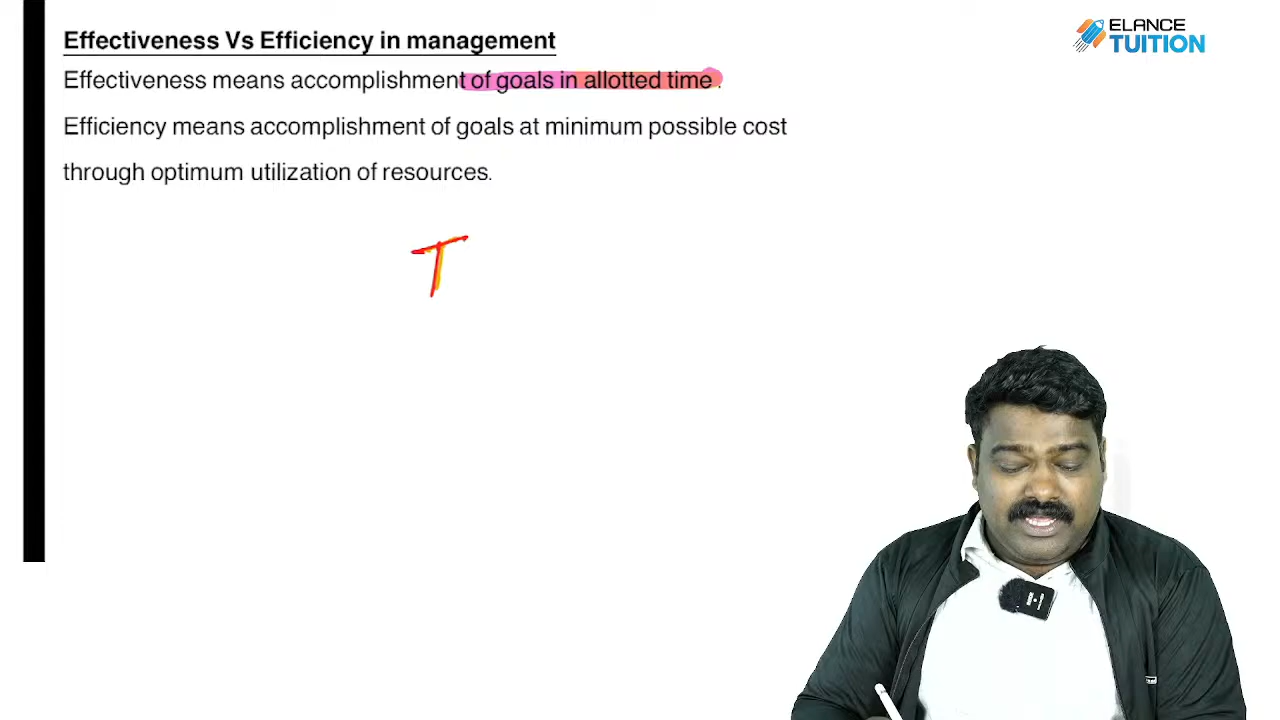 Effectiveness Vs Efficiency in management
ELANCE
TUITION
Effectiveness means accomplishment of goals in allotted time .
Efficiency means accomplishment of goals at minimum possible cost
through optimum utilization of resources.
T